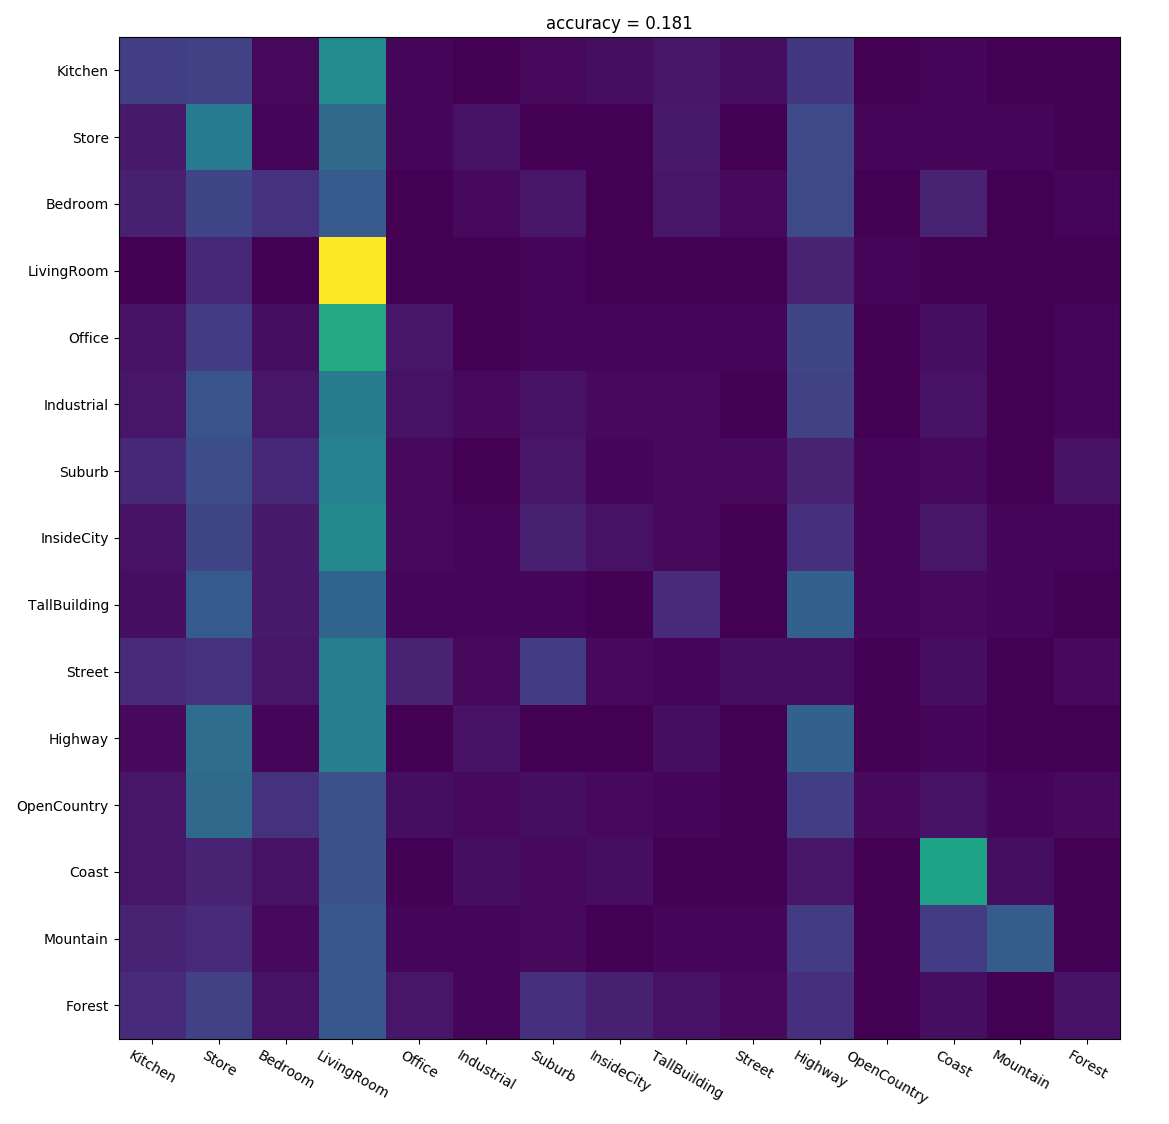 accuracy = 0.181
Kitchen
Store
Bedroom
LivingRoom
Office
Industrial
Suburb
InsideCity
TallBuilding
Street
Highway
OpenCountry
Coast
Mountain
Forest
Kitchen Store Bedroom LivingRoom Office Industrial Suburb InsideCity TallBuilding Street Highway OpenCountry Coast Mountain Forest